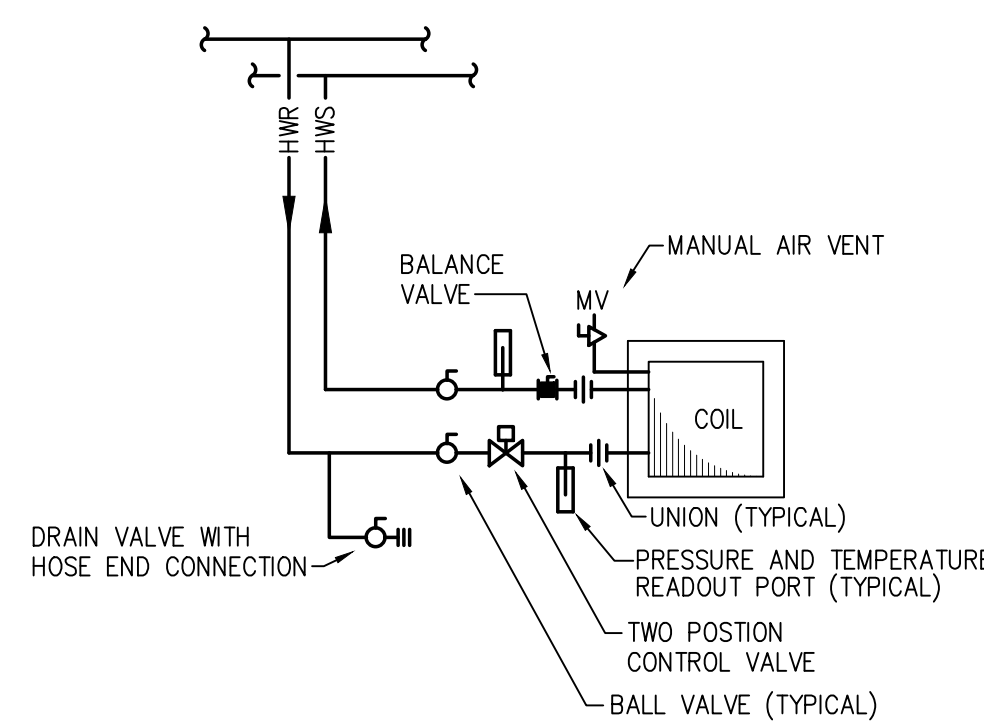 HWR
HWS
MANUAL AIR VENT
BALANCE
VALVE
MV
COIL
UNION (TYPICAL)
DRAIN VALVE WITH
HOSE END CONNECTION
PRESSURE AND TEMPERATURE
READOUT PORT (TYPICAL)
TWO POSTION
CONTROL VALVE
BALL VALVE (TYPICAL)